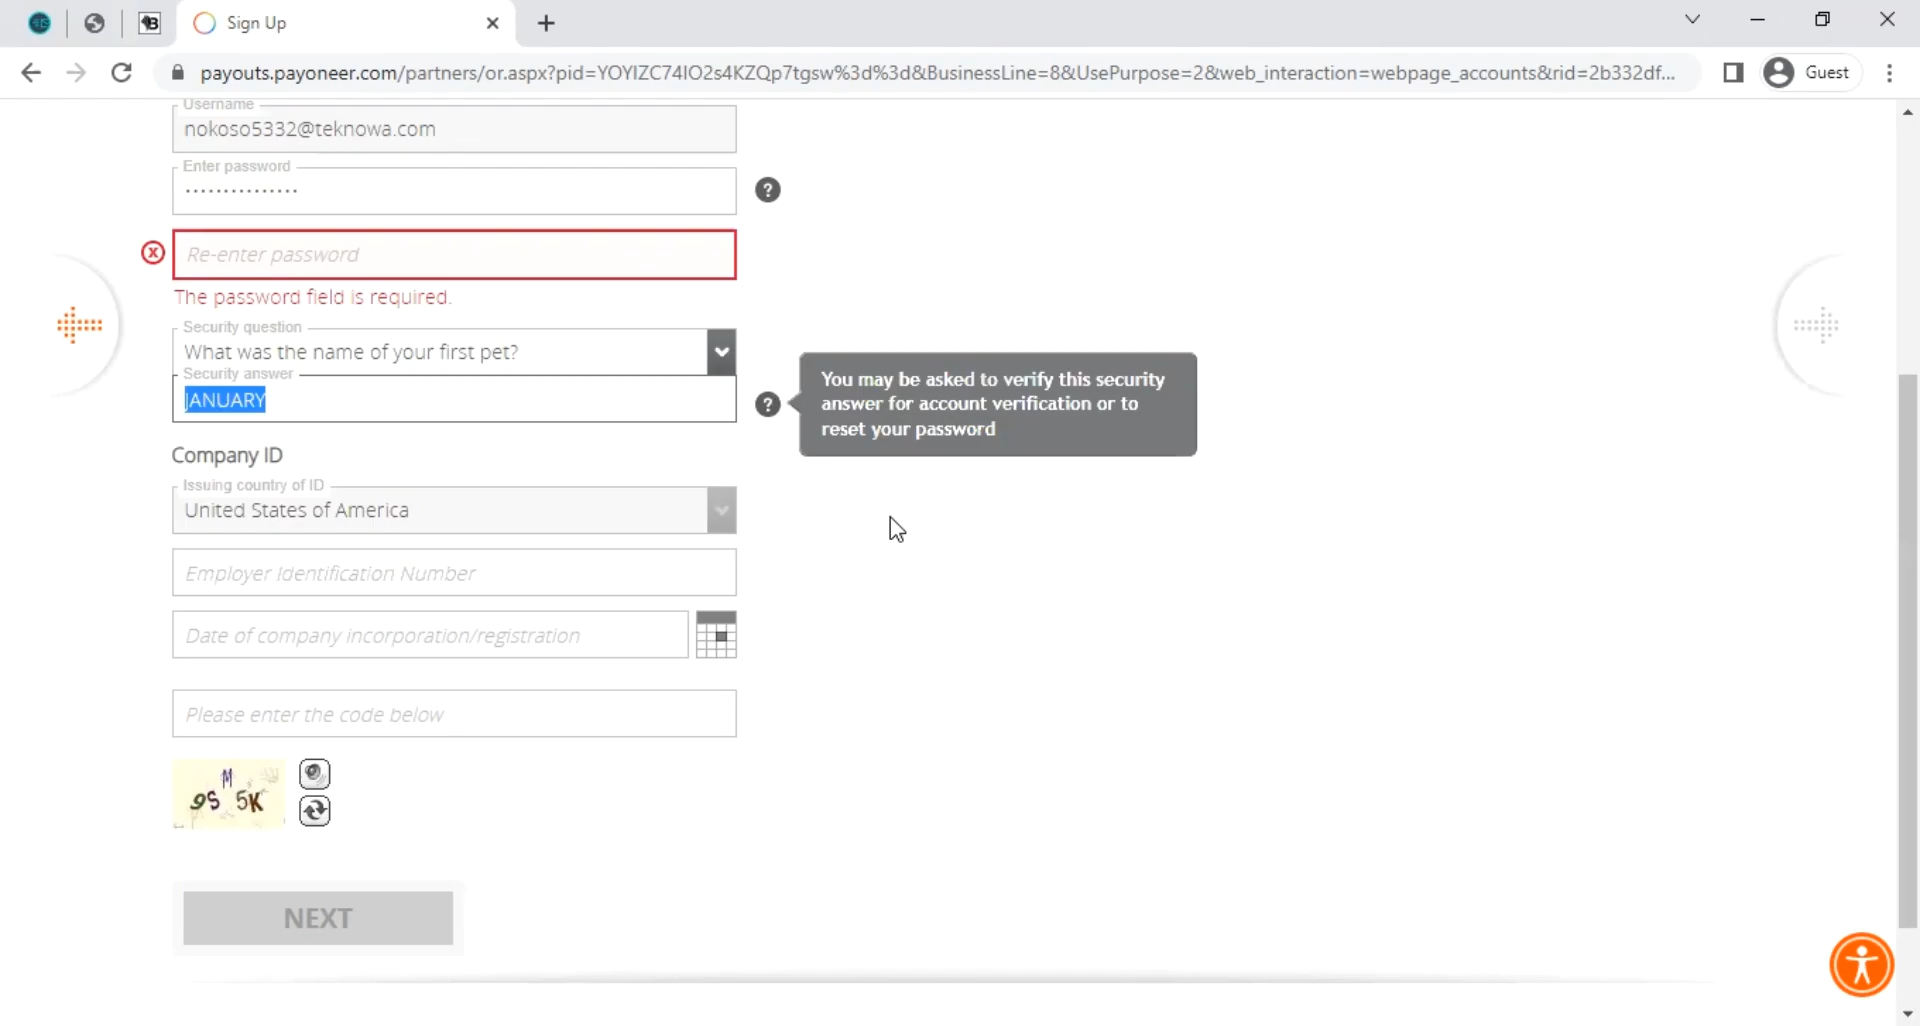 Sign Up
payouts.payoneer.com/partners/or.aspx?pid=YOYIZC74IO2s4KZQp7tgsw%3d%3d&BusinessLine=8&UsePurpose=2&web_interaction=webpage_accounts&rid=2b332df...
Guest
Username
nokoso5332@teknowa.com
Enter password
Re-enter password
The password field is required.
Security question
What was the name of your first pet?
Security answer
JANUARY
You may be asked to verify this security
answer for account verification or to
reset your password
Company ID
Issuing country of ID
United States of America
Employer Identification Number
Date of company incorporation/registration
Please enter the code below
9S M 5K
NEXT